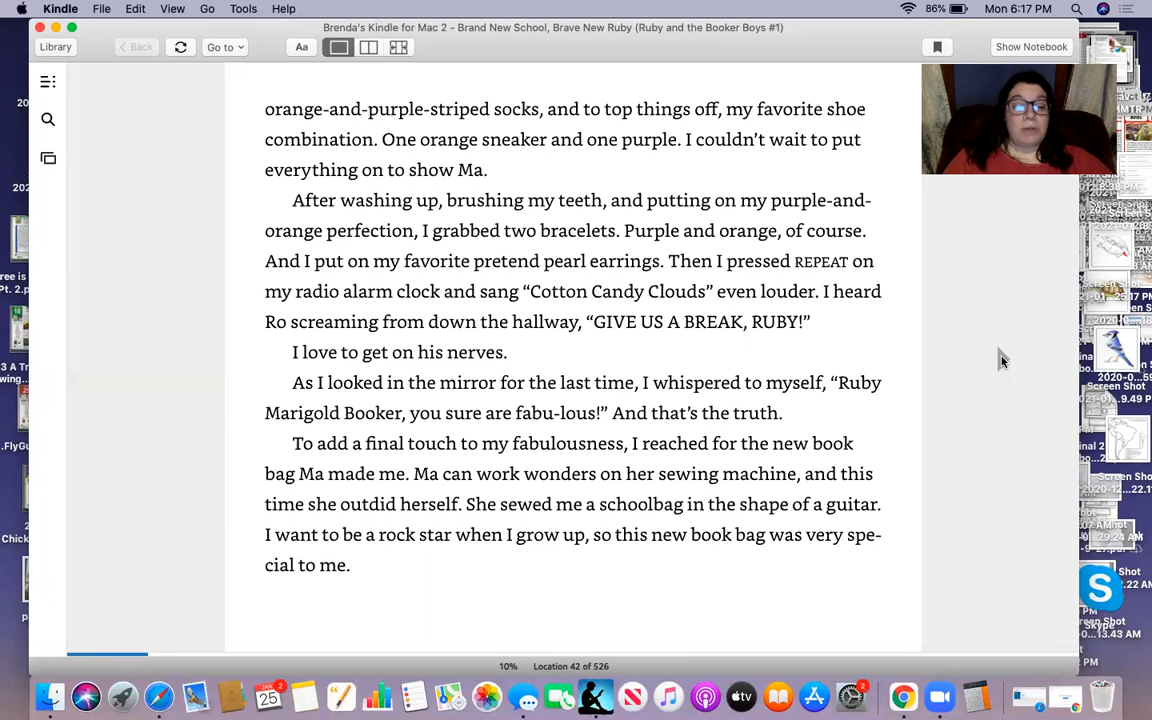 Kindle File Edit View Go Tools Help
86% Mon 6:17 PM
Brenda's Kindle for Mac 2 - Brand New School, Brave New Ruby (Ruby and the Booker Boys #1)
Library Back Go to Aa Show Notebook
orange-and-purple-striped socks, and to top things off, my favorite shoe
combination. One orange sneaker and one purple. I couldn't wait to put
everything on to show Ma.
After washing up, brushing my teeth, and putting on my purple-and-
orange perfection, I grabbed two bracelets. Purple and orange, of course.
And I put on my favorite pretend pearl earrings. Then I pressed REPEAT on
my radio alarm clock and sang “Cotton Candy Clouds” even louder. I heard
Ro screaming from down the hallway, “GIVE US A BREAK, RUBY!”
I love to get on his nerves.
As I looked in the mirror for the last time, I whispered to myself, “Ruby
Marigold Booker, you sure are fabu-lous!” And that's the truth.
To add a final touch to my fabulousness, I reached for the new book
bag Ma made me. Ma can work wonders on her sewing machine, and this
time she outdid herself. She sewed me a schoolbag in the shape of a guitar.
I want to be a rock star when I grow up, so this new book bag was very spe-
cial to me.
10% Location 42 of 526
JAN 2
25
2
Skype